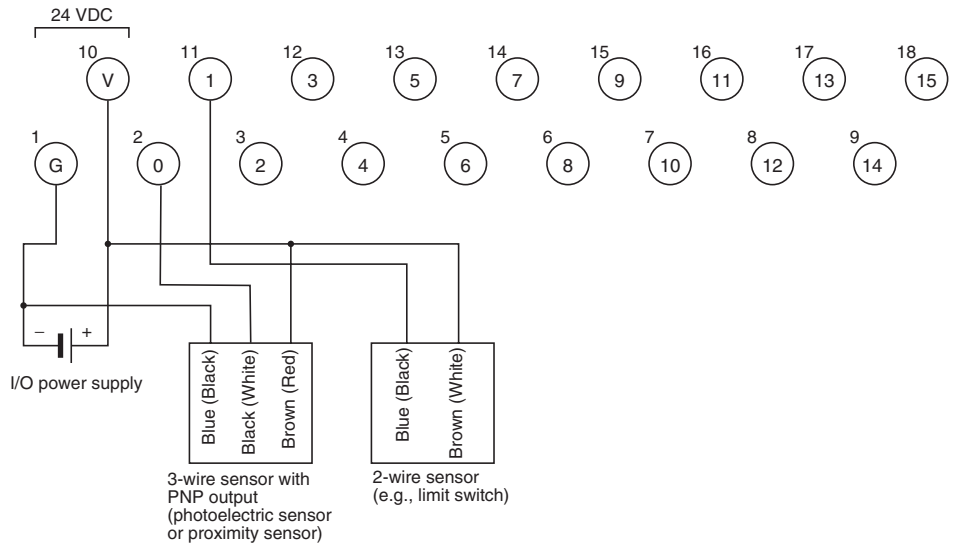 24 VDC
10 11 12 13 14 15 16 17 18
V 1 3 5 7 9 11 13 15
1 2 3 4 5 6 7 8 9
G 0 2 4 6 8 10 12 14
– +
I/O power supply
Blue (Black)
Black (White)
Brown (Red)
Blue (Black)
Brown (White)
3-wire sensor with
PNP output
(photoelectric sensor
or proximity sensor)
2-wire sensor
(e.g., limit switch)